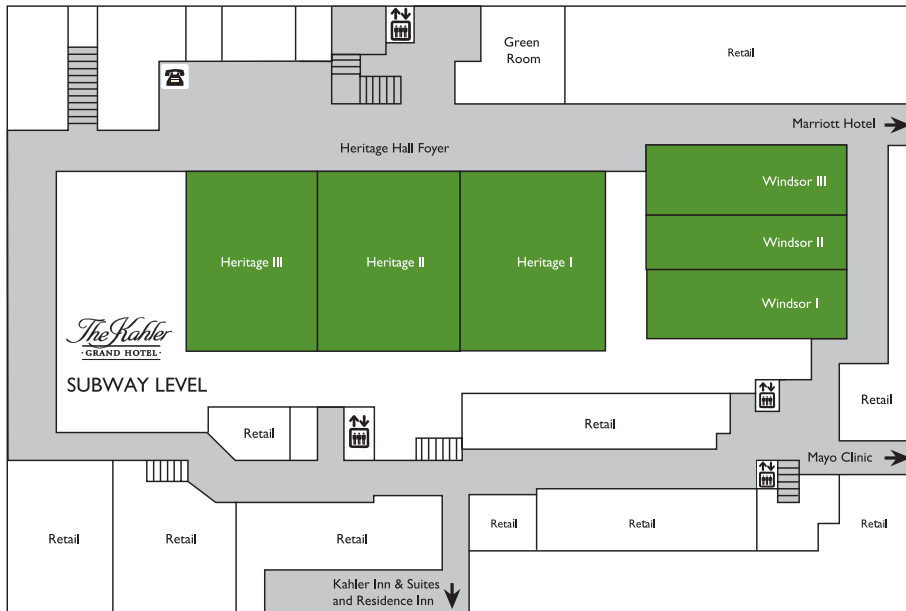 Green
Room
Retail
Marriott Hotel
Heritage Hall Foyer
Windsor III
Heritage III
Heritage II
Heritage I
Windsor II
Windsor I
The Kahler
· GRAND HOTEL ·
SUBWAY LEVEL
Retail
Retail
Retail
Mayo Clinic
Retail
Retail
Retail
Retail
Retail
Retail
Kahler Inn & Suites
and Residence Inn